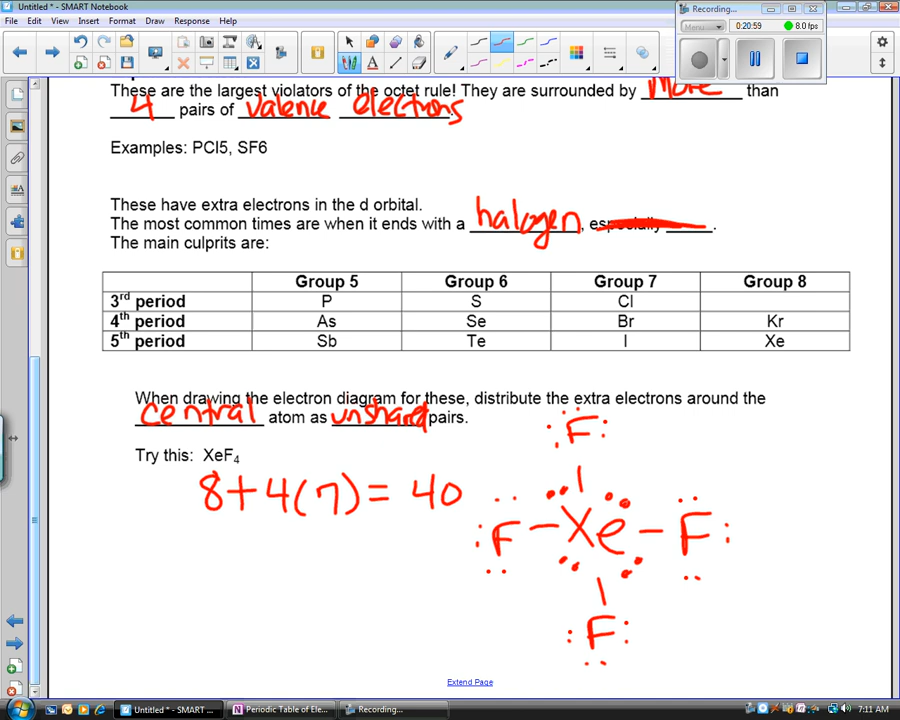 Untitled * - SMART Notebook
Recording...
File Edit View Insert Format Draw Response
Menu
0:20:59
8.0 fps
These are the largest violators of the octet rule! They are surrounded by more than
4 pairs of valence electrons.
Examples: PCl5, SF6
These have extra electrons in the d orbital.
The most common times are when it ends with a halogen, especially ____.
The main culprits are:
Group 5 Group 6 Group 7 Group 8
3rd period P S Cl
4th period As Se Br Kr
5th period Sb Te I Xe
When drawing the electron diagram for these, distribute the extra electrons around the
central atom as unshared pairs.
Try this: XeF4
8+4(7)= 40
F
F - Xe - F
F
Extend Page
Untitled * - SMART...
Periodic Table of Ele...
Recording...
7:11 AM